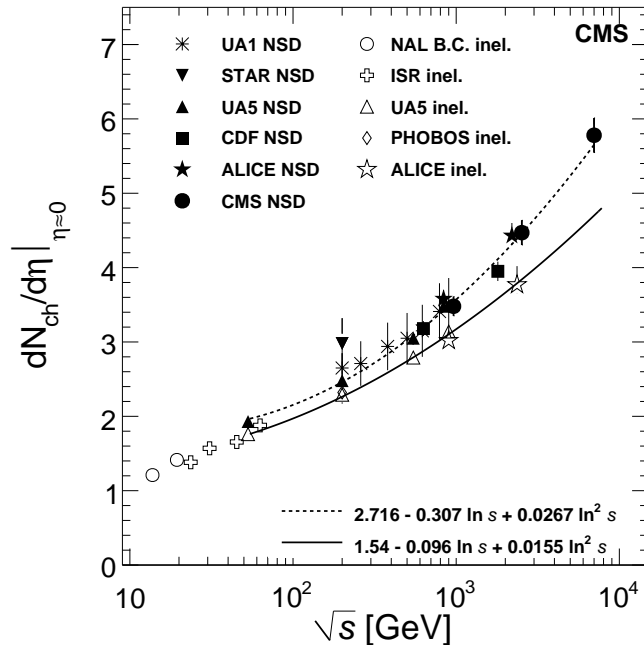 CMS
UA1 NSD
STAR NSD
UA5 NSD
CDF NSD
ALICE NSD
CMS NSD
NAL B.C. inel.
ISR inel.
UA5 inel.
PHOBOS inel.
ALICE inel.
dN_ch/dη|_η≈0
7
6
5
4
3
2
1
0
2.716 - 0.307 ln s + 0.0267 ln² s
1.54 - 0.096 ln s + 0.0155 ln² s
10 10² 10³ 10⁴
√s [GeV]